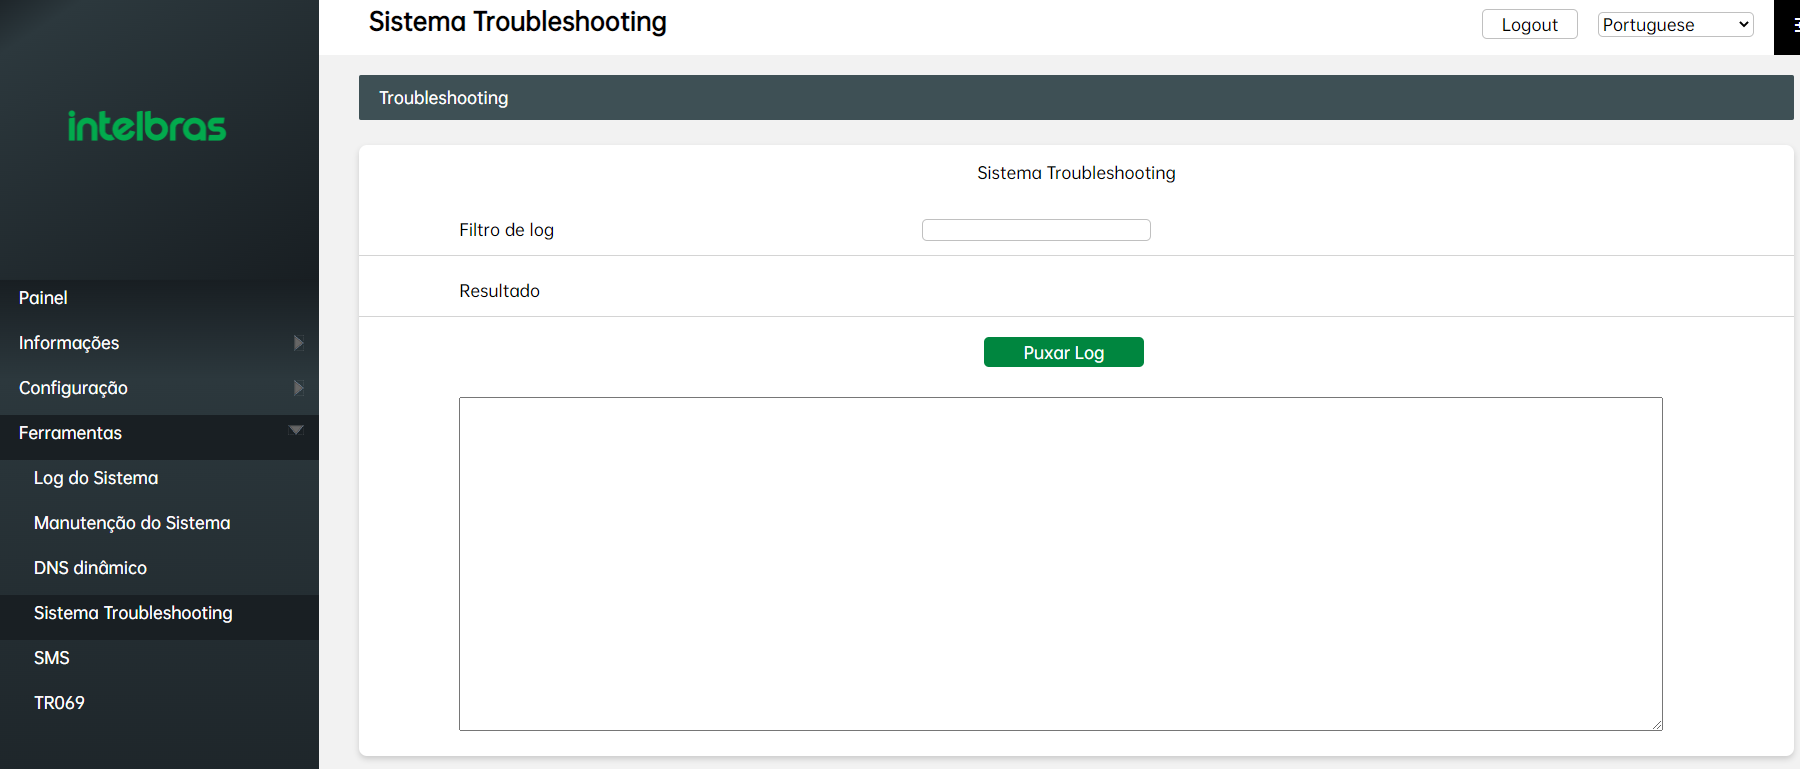 Sistema Troubleshooting
Logout
Portuguese
intelbras
Troubleshooting
Sistema Troubleshooting
Filtro de log
Resultado
Puxar Log
Painel
Informações
Configuração
Ferramentas
Log do Sistema
Manutenção do Sistema
DNS dinâmico
Sistema Troubleshooting
SMS
TR069